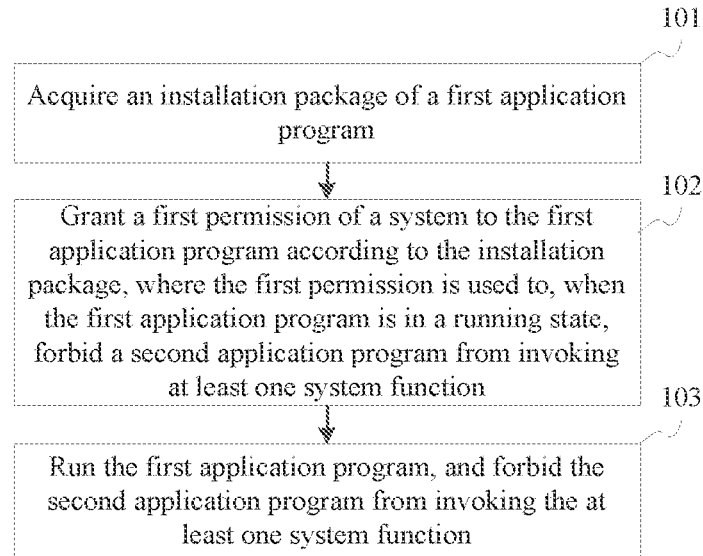 101
Acquire an installation package of a first application
program
102
Grant a first permission of a system to the first
application program according to the installation
package, where the first permission is used to, when
the first application program is in a running state,
forbid a second application program from invoking
at least one system function
103
Run the first application program, and forbid the
second application program from invoking the at
least one system function